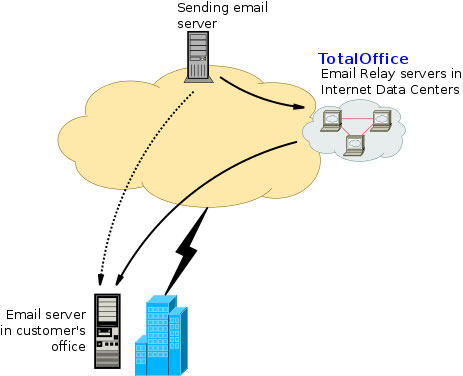 Sending email
server
TotalOffice
Email Relay servers in
Internet Data Centers
Email server
in customer's
office